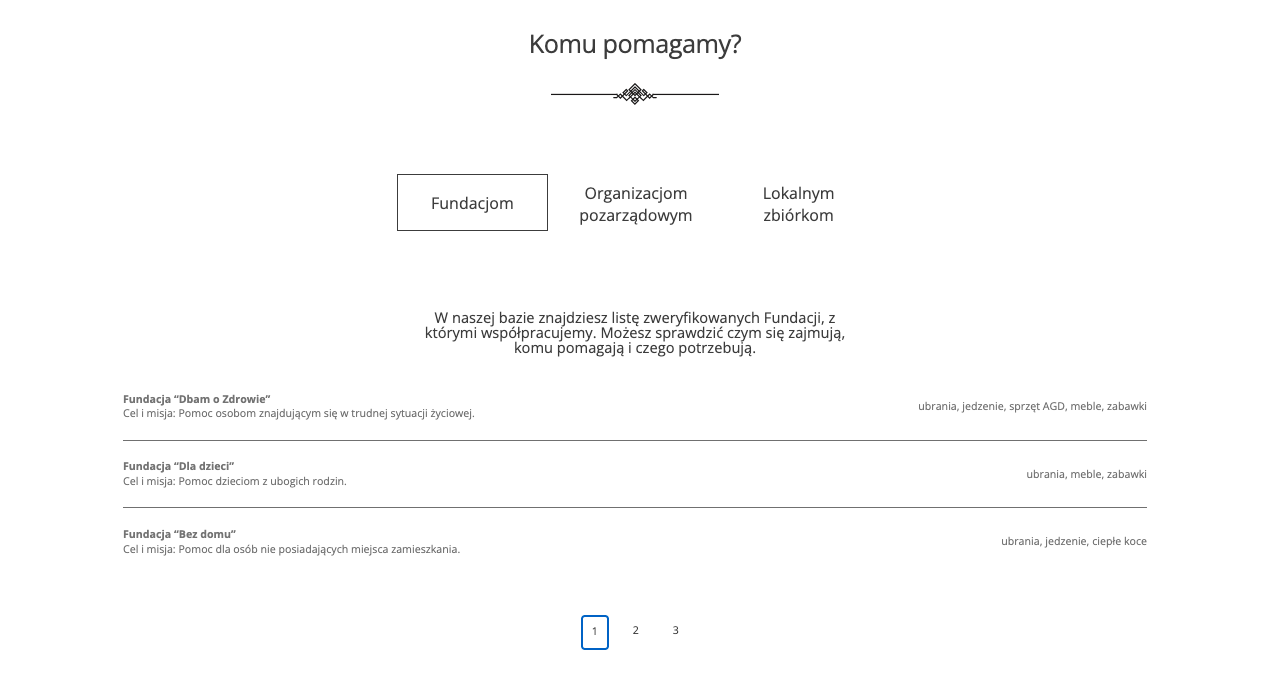 Komu pomagamy?
Fundacjom
Organizacjom
pozarządowym
Lokalnym
zbiórkom
W naszej bazie znajdziesz listę zweryfikowanych Fundacji, z
którymi współpracujemy. Możesz sprawdzić czym się zajmują,
komu pomagają i czego potrzebują.
Fundacja “Dbam o Zdrowie”
Cel i misja: Pomoc osobom znajdującym się w trudnej sytuacji życiowej.
ubrania, jedzenie, sprzęt AGD, meble, zabawki
Fundacja “Dla dzieci”
Cel i misja: Pomoc dzieciom z ubogich rodzin.
ubrania, meble, zabawki
Fundacja “Bez domu”
Cel i misja: Pomoc dla osób nie posiadających miejsca zamieszkania.
ubrania, jedzenie, ciepłe koce
1 2 3